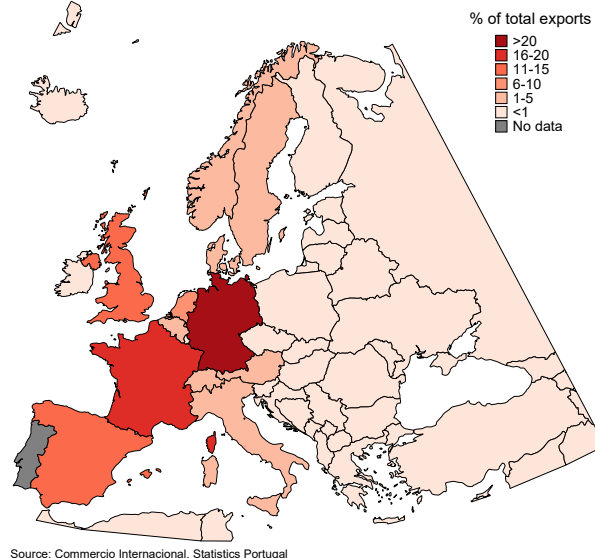 % of total exports
>20
16-20
11-15
6-10
1-5
<1
No data
Source: Commercio Internacional, Statistics Portugal